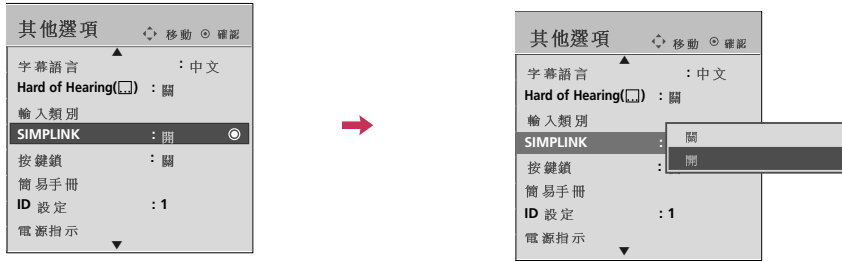 其他選項 移動 ⊙ 確認
字幕語言 : 中文
Hard of Hearing( ) : 關
輸入類別
SIMPLINK : 開
按鍵鎖 : 關
簡易手冊
ID 設定 : 1
電源指示
其他選項 移動 ⊙ 確認
字幕語言 : 中文
Hard of Hearing( ) : 關
輸入類別
SIMPLINK :
關
開
按鍵鎖 :
簡易手冊
ID 設定 : 1
電源指示